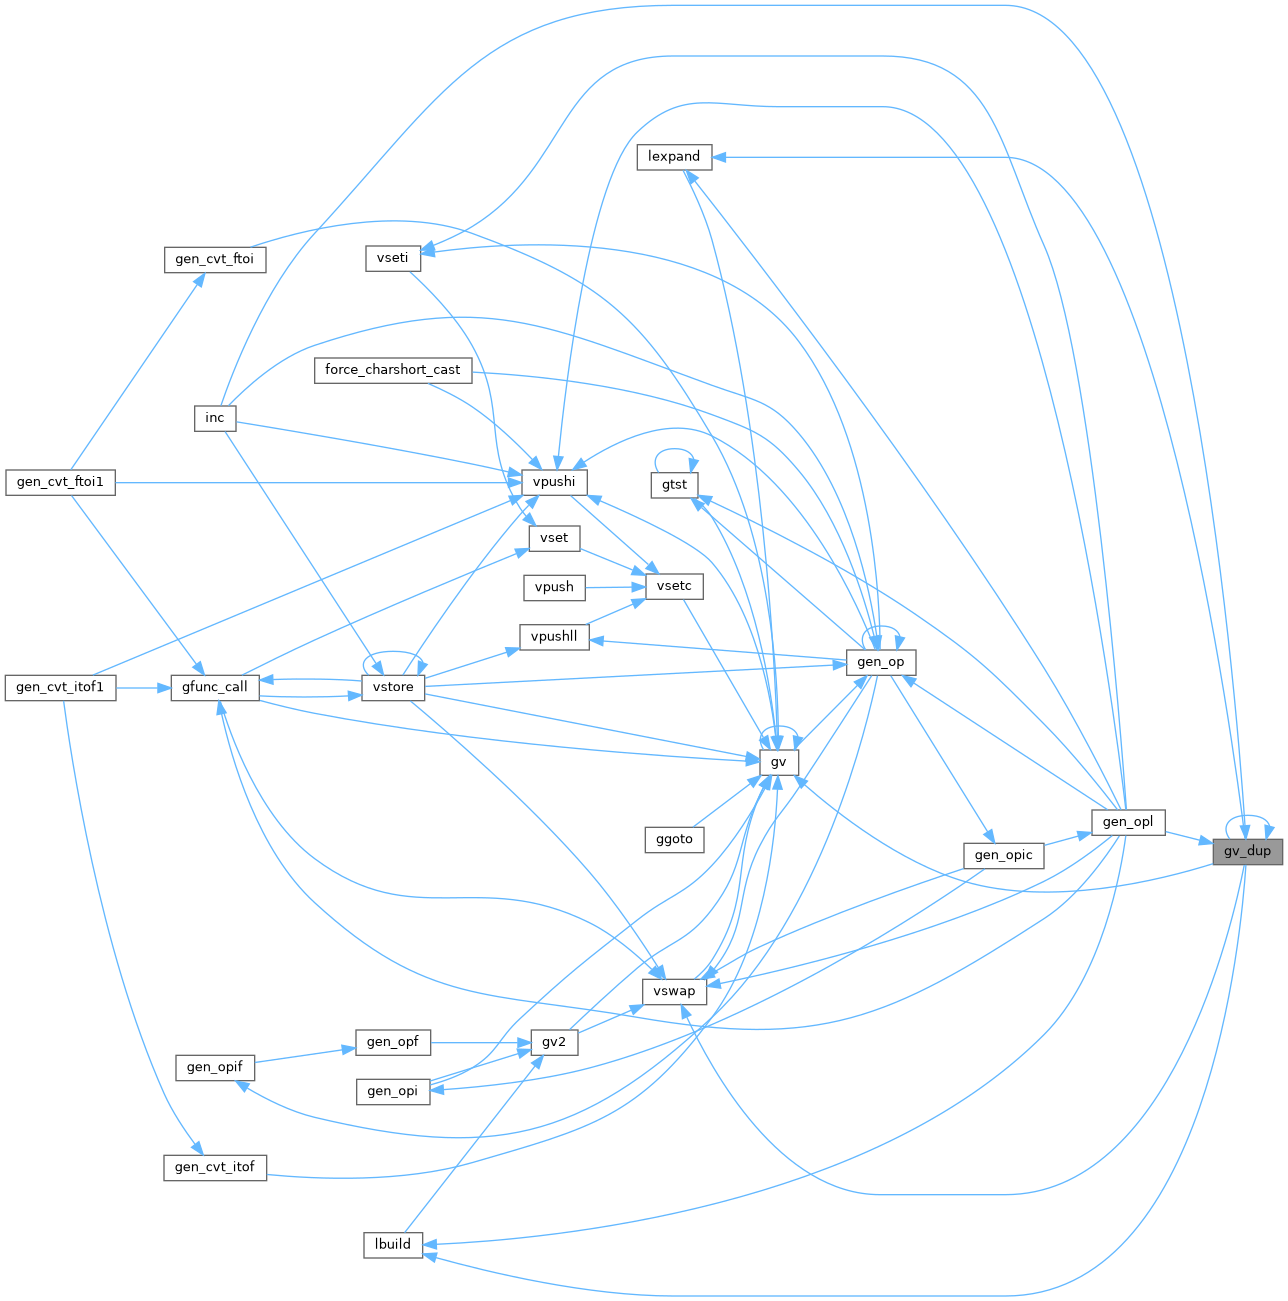 lexpand
gen_cvt_ftoi
vseti
force_charshort_cast
inc
gen_cvt_ftoi1
vpushi
gtst
vset
vpush
vsetc
vpushll
gen_op
gen_cvt_itof1
gfunc_call
vstore
gv
gen_opl
ggoto
gen_opic
gv_dup
vswap
gen_opf
gv2
gen_opif
gen_opi
gen_cvt_itof
lbuild